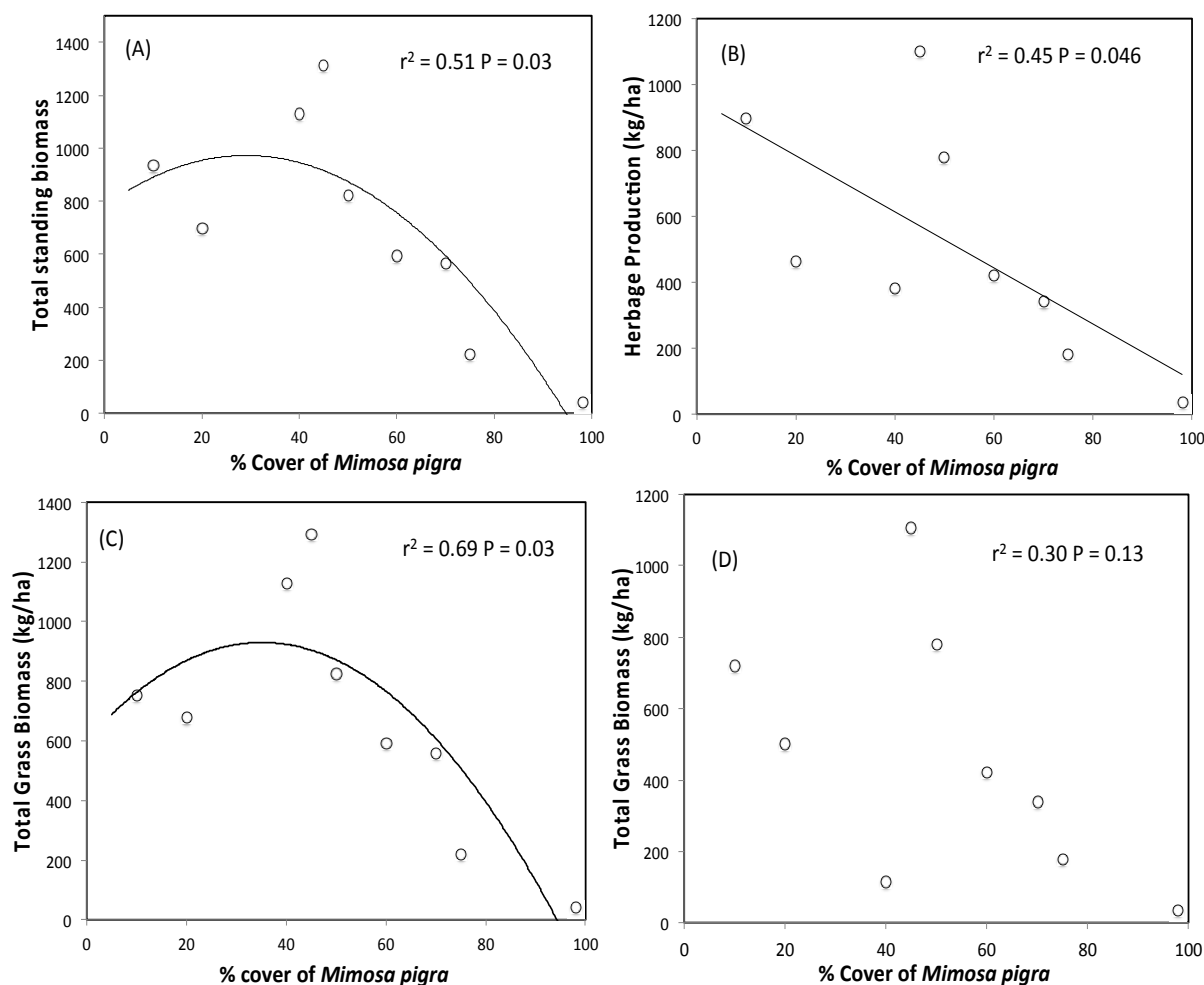 (A)
r² = 0.51 P = 0.03
Total standing biomass
1400
1200
1000
800
600
400
200
0
0 20 40 60 80 100
% Cover of Mimosa pigra
(B)
r² = 0.45 P = 0.046
Herbage Production (kg/ha)
1200
1000
800
600
400
200
0
0 20 40 60 80 100
% Cover of Mimosa pigra
(C)
r² = 0.69 P = 0.03
Total Grass Biomass (kg/ha)
1400
1200
1000
800
600
400
200
0
0 20 40 60 80 100
% cover of Mimosa pigra
(D)
r² = 0.30 P = 0.13
Total Grass Biomass (kg/ha)
1200
1000
800
600
400
200
0
0 20 40 60 80 100
% Cover of Mimosa pigra